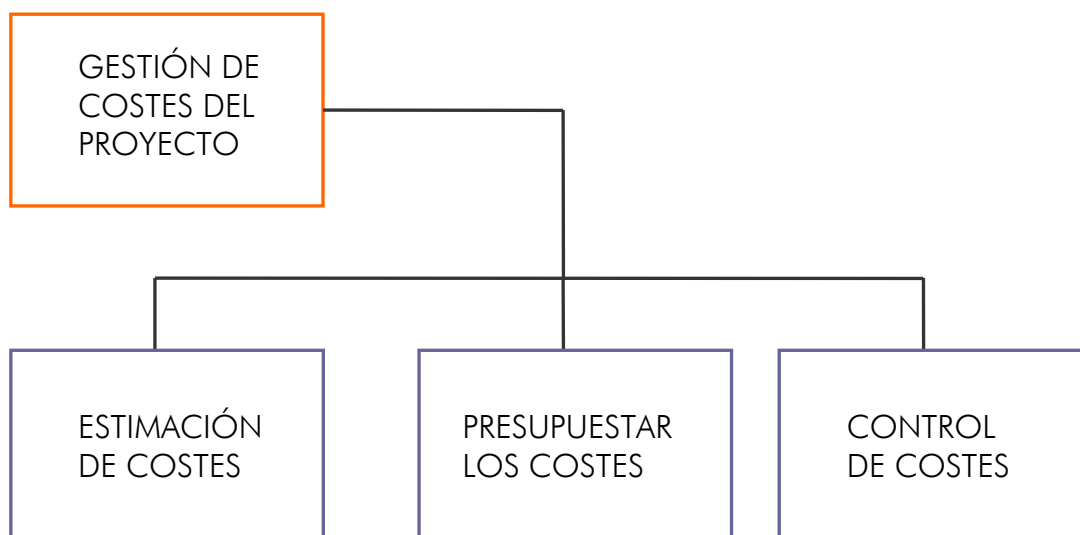 GESTIÓN DE
COSTES DEL
PROYECTO
ESTIMACIÓN
DE COSTES
PRESUPUESTAR
LOS COSTES
CONTROL
DE COSTES